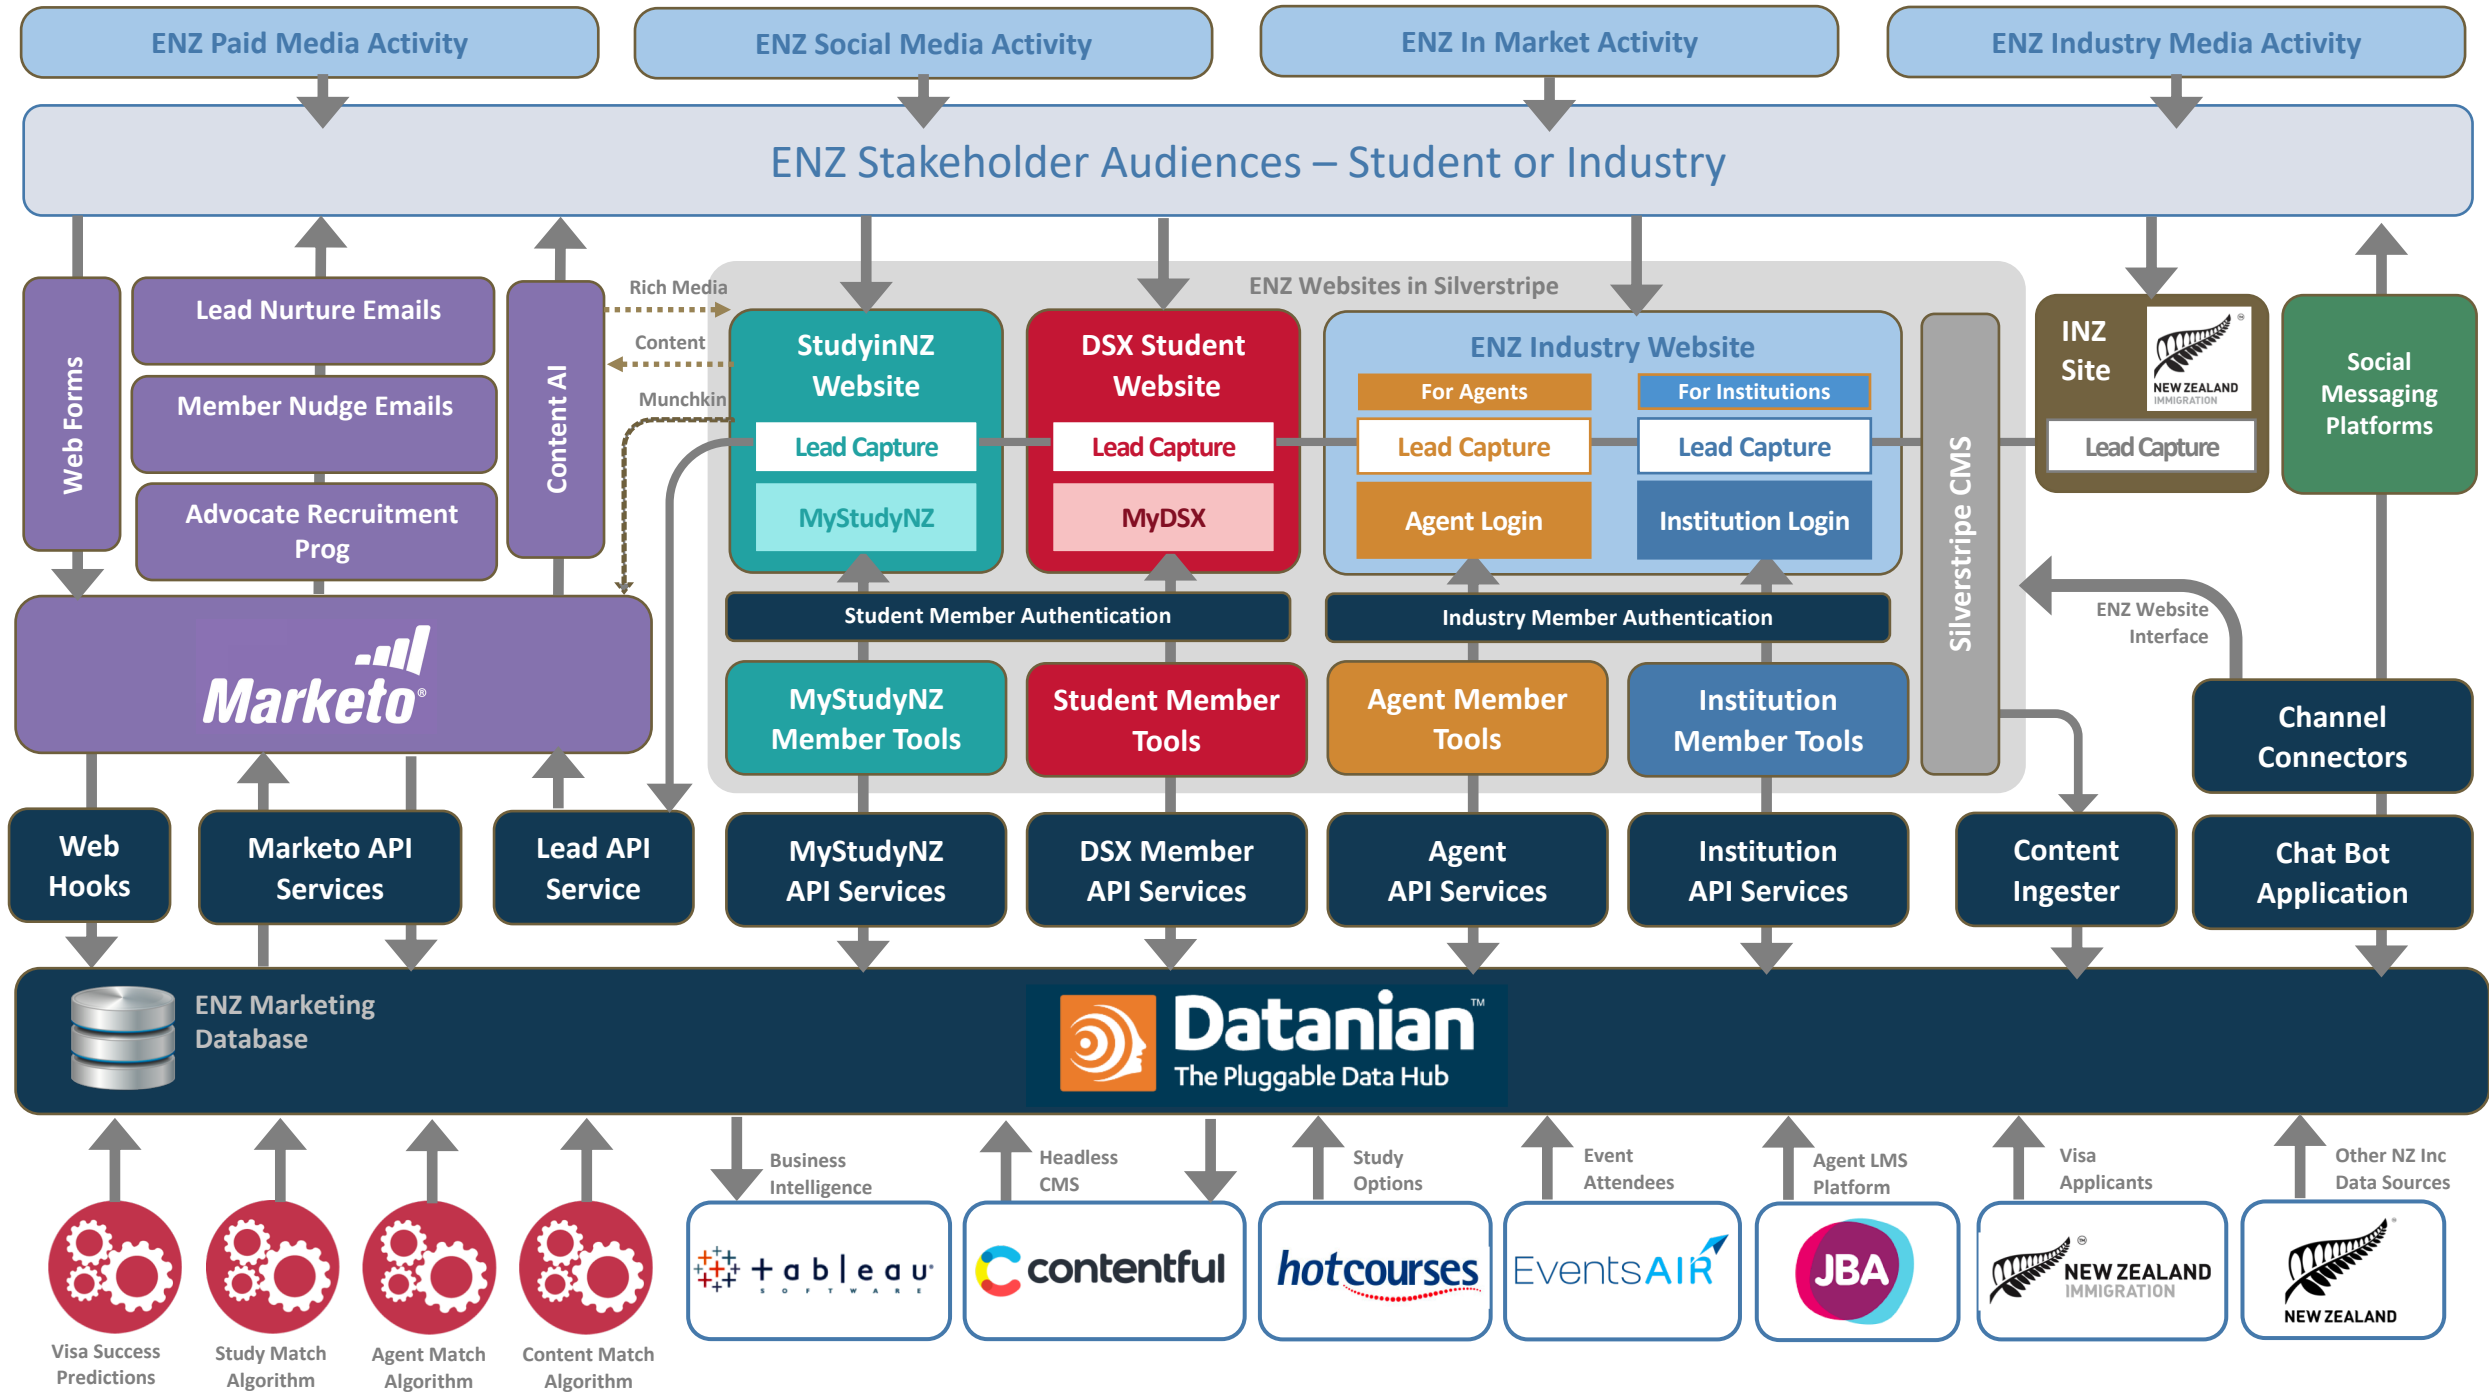 ENZ Paid Media Activity
ENZ Social Media Activity
ENZ In Market Activity
ENZ Industry Media Activity
ENZ Stakeholder Audiences – Student or Industry
Web Forms
Lead Nurture Emails
Member Nudge Emails
Advocate Recruitment
Prog
Content AI
Rich Media
Content
Munchkin
ENZ Websites in Silverstripe
StudyinNZ
Website
Lead Capture
MyStudyNZ
DSX Student
Website
Lead Capture
MyDSX
ENZ Industry Website
For Agents
Lead Capture
Agent Login
For Institutions
Lead Capture
Institution Login
Silverstripe CMS
INZ
Site
NEW ZEALAND
IMMIGRATION
TM
Lead Capture
Social
Messaging
Platforms
Student Member Authentication
Industry Member Authentication
ENZ Website
Interface
Marketo®
MyStudyNZ
Member Tools
Student Member
Tools
Agent Member
Tools
Institution
Member Tools
Channel
Connectors
Web
Hooks
Marketo API
Services
Lead API
Service
MyStudyNZ
API Services
DSX Member
API Services
Agent
API Services
Institution
API Services
Content
Ingester
Chat Bot
Application
ENZ Marketing
Database
Datanian™
The Pluggable Data Hub
Business
Intelligence
Headless
CMS
Study
Options
Event
Attendees
Agent LMS
Platform
Visa
Applicants
Other NZ Inc
Data Sources
+ableau
SOFTWARE
contentful
hotcourses
EventsAIR
JBA
TM
NEW ZEALAND
IMMIGRATION
NEW ZEALAND
Visa Success
Predictions
Study Match
Algorithm
Agent Match
Algorithm
Content Match
Algorithm